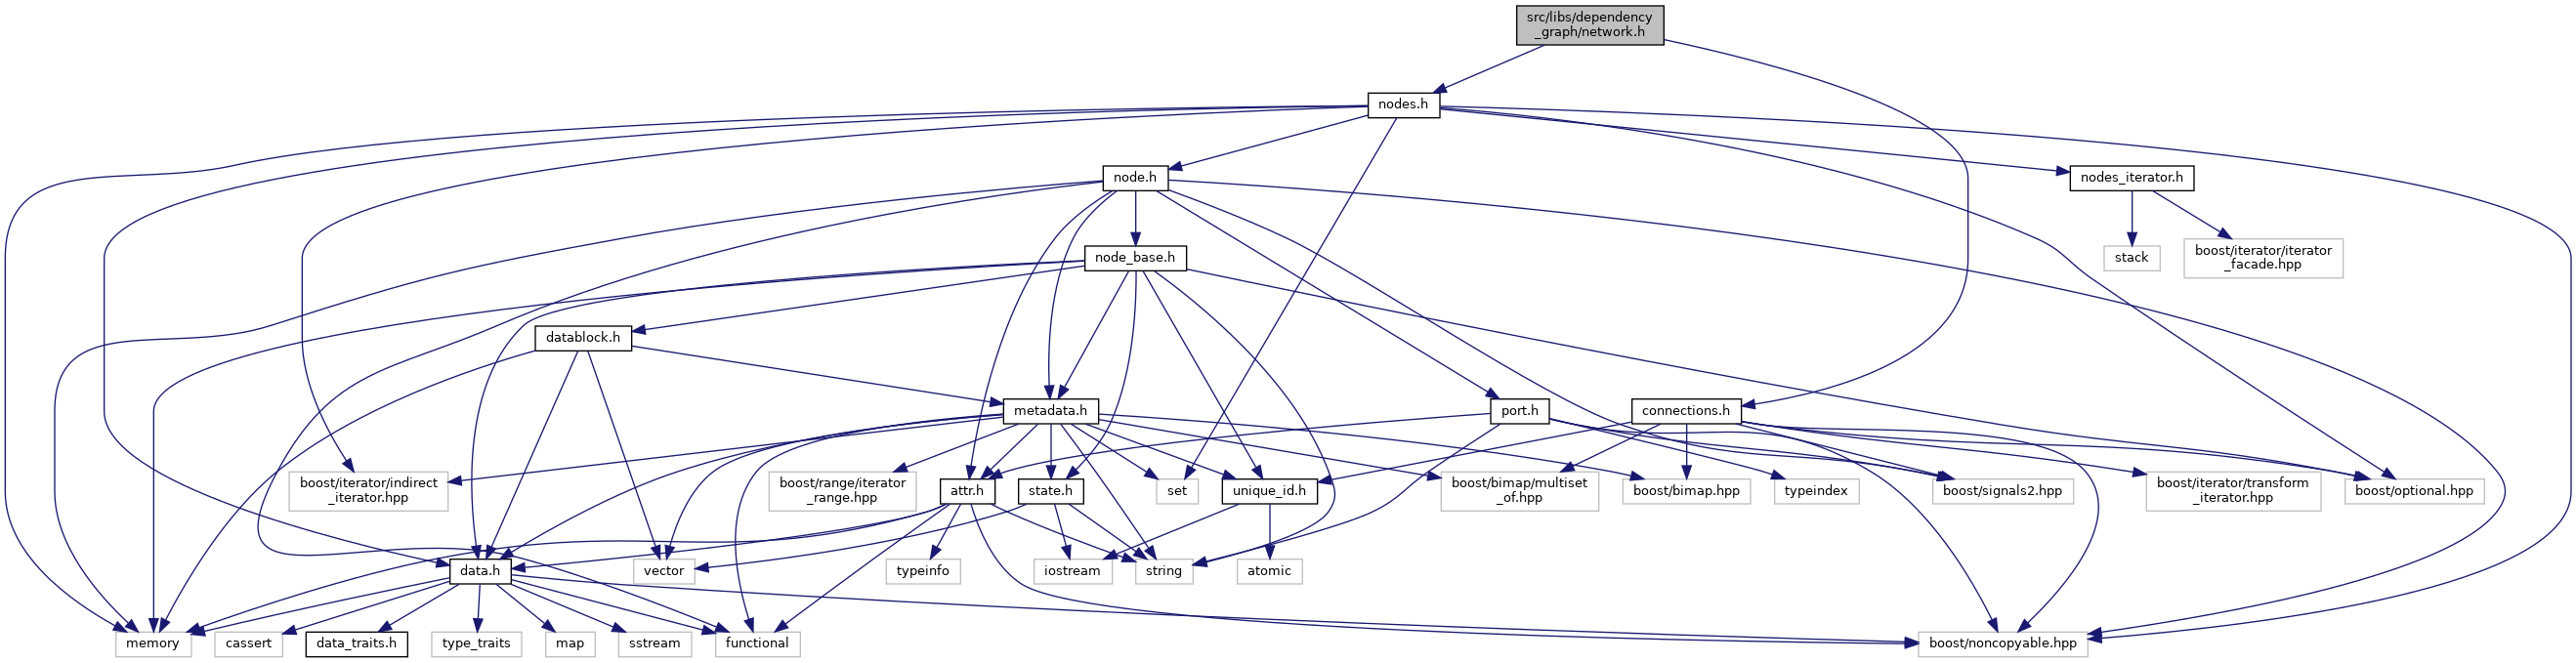 src/libs/dependency
_graph/network.h
nodes.h
node.h
nodes_iterator.h
node_base.h
stack
boost/iterator/iterator
_facade.hpp
datablock.h
metadata.h
port.h
connections.h
boost/iterator/indirect
_iterator.hpp
boost/range/iterator
_range.hpp
attr.h
state.h
set
unique_id.h
boost/bimap/multiset
_of.hpp
boost/bimap.hpp
typeindex
boost/signals2.hpp
boost/iterator/transform
_iterator.hpp
boost/optional.hpp
data.h
vector
typeinfo
iostream
string
atomic
memory
cassert
data_traits.h
type_traits
map
sstream
functional
boost/noncopyable.hpp